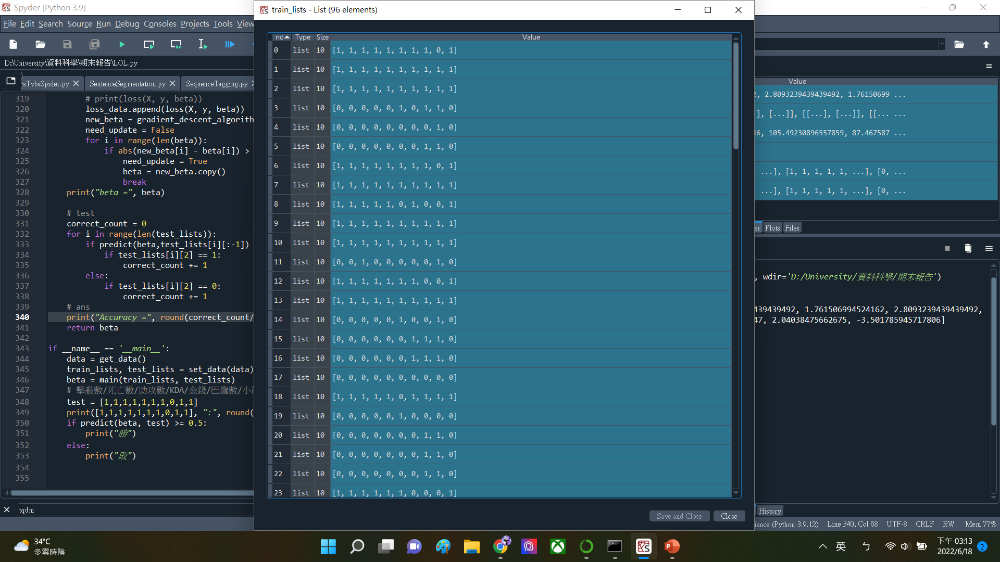 Spyder (Python 3.9)
File Edit Search Source Run Debug Consoles Projects Tools View
D:\University\資料科學\期末報告\LOL.py
sTvbsSpider.py
SentenceSegmentation.py
SequenceTagging.py
319 # print(loss(X, y, beta))
320 loss_data.append(loss(X, y, beta))
321 new_beta = gradient_descent_algorith
322 need_update = False
323 for i in range(len(beta)):
324 if abs(new_beta[i] - beta[i]) >
325 need_update = True
326 beta = new_beta.copy()
327 break
328 print("beta =", beta)
329
330 # test
331 correct_count = 0
332 for i in range(len(test_lists)):
333 if predict(beta,test_lists[i][:-1])
334 if test_lists[i][2] == 1:
335 correct_count += 1
336 else:
337 if test_lists[i][2] == 0:
338 correct_count += 1
339 # ans
340 print("Accuracy =", round(correct_count/
341 return beta
342
343 if __name__ == '__main__':
344 data = get_data()
345 train_lists, test_lists = set_data(data)
346 beta = main(train_lists, test_lists)
347 # 擊殺數/死亡數/助攻數/KDA/金錢/巴龍數/小
348 test = [1,1,1,1,1,1,1,0,1,1]
349 print([1,1,1,1,1,1,1,0,1,1], ":", round(
350 if predict(beta, test) >= 0.5:
351 print("勝")
352 else:
353 print("敗")
354
355
tqdm
train_lists - List (96 elements)
Type Size Value
0 list 10 [1, 1, 1, 1, 1, 1, 1, 1, 0, 1]
1 list 10 [1, 1, 1, 1, 1, 1, 1, 1, 1, 1]
2 list 10 [1, 1, 1, 1, 1, 1, 1, 1, 1, 1]
3 list 10 [0, 0, 0, 0, 0, 1, 0, 1, 1, 0]
4 list 10 [0, 0, 0, 0, 0, 0, 0, 0, 1, 0]
5 list 10 [0, 0, 0, 0, 0, 0, 0, 1, 1, 0]
6 list 10 [1, 1, 1, 1, 1, 1, 1, 1, 0, 1]
7 list 10 [1, 1, 1, 1, 1, 1, 1, 1, 1, 1]
8 list 10 [1, 1, 1, 1, 1, 0, 1, 0, 0, 1]
9 list 10 [1, 1, 1, 1, 1, 1, 1, 1, 1, 1]
10 list 10 [1, 1, 1, 1, 1, 1, 1, 1, 1, 1]
11 list 10 [0, 0, 1, 0, 0, 0, 0, 0, 1, 0]
12 list 10 [1, 1, 1, 1, 1, 1, 1, 0, 0, 1]
13 list 10 [1, 1, 1, 1, 1, 1, 1, 1, 1, 1]
14 list 10 [0, 0, 0, 0, 0, 1, 0, 0, 1, 0]
15 list 10 [0, 0, 0, 0, 0, 0, 1, 1, 1, 0]
16 list 10 [0, 0, 0, 0, 0, 0, 1, 1, 1, 0]
17 list 10 [0, 0, 0, 0, 0, 0, 0, 0, 0, 0]
18 list 10 [1, 1, 1, 1, 1, 0, 1, 1, 1, 1]
19 list 10 [0, 0, 0, 0, 0, 1, 0, 0, 0, 0]
20 list 10 [0, 0, 0, 0, 0, 0, 0, 1, 1, 0]
21 list 10 [0, 0, 0, 0, 0, 0, 0, 1, 1, 0]
22 list 10 [0, 0, 0, 0, 0, 0, 0, 1, 1, 0]
23 list 10 [1, 1, 1, 1, 1, 1, 0, 0, 0, 1]
Save and Close Close
Value
2, 2.8093239439439492, 1.76150699 ...
], [...]], [[...], [...]], [[... ...
46, 105.49230896557859, 87.467587 ...
...], [1, 1, 1, 1, 1, ...], [0, ...
...], [1, 1, 1, 1, 1, ...], [0, ...
er Plots Files
, wdir='D:/University/資料科學/期末報告')
439439492, 1.761506994524162, 2.8093239439439492,
47, 2.04038475662675, -3.501785945717806]
History
ience (Python 3.9.12) Line 340, Col 68 UTF-8 CRLF RW Mem 77%
34°C
多雲時陰
英
ㄅ
下午 03:13
2022/6/18
2